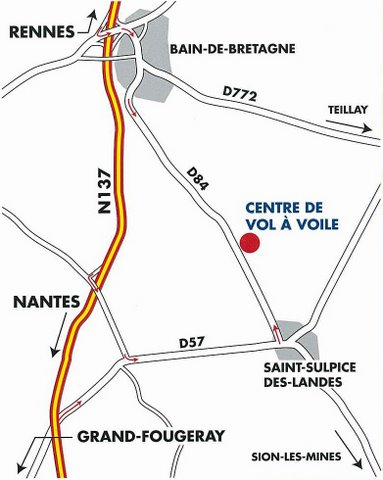 RENNES
BAIN-DE-BRETAGNE
D772
TEILLAY
D84
N137
CENTRE DE
VOL À VOILE
NANTES
D57
SAINT-SULPICE
DES-LANDES
GRAND-FOUGERAY
SION-LES-MINES